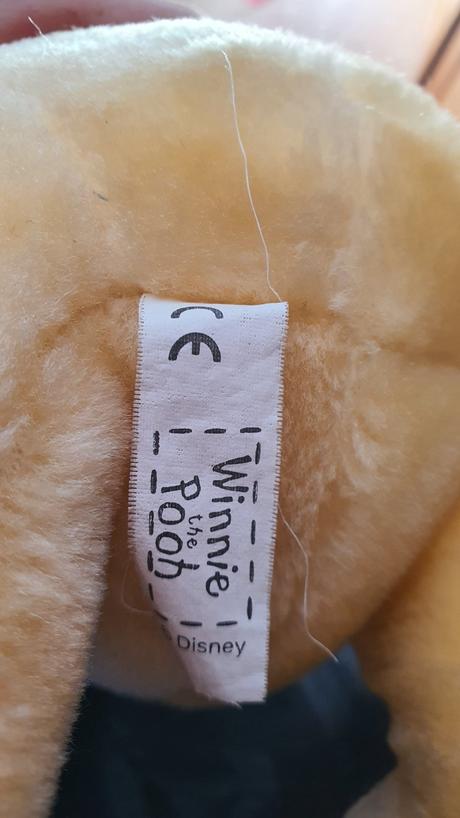 CE
Winnie
the
Pooh
© Disney